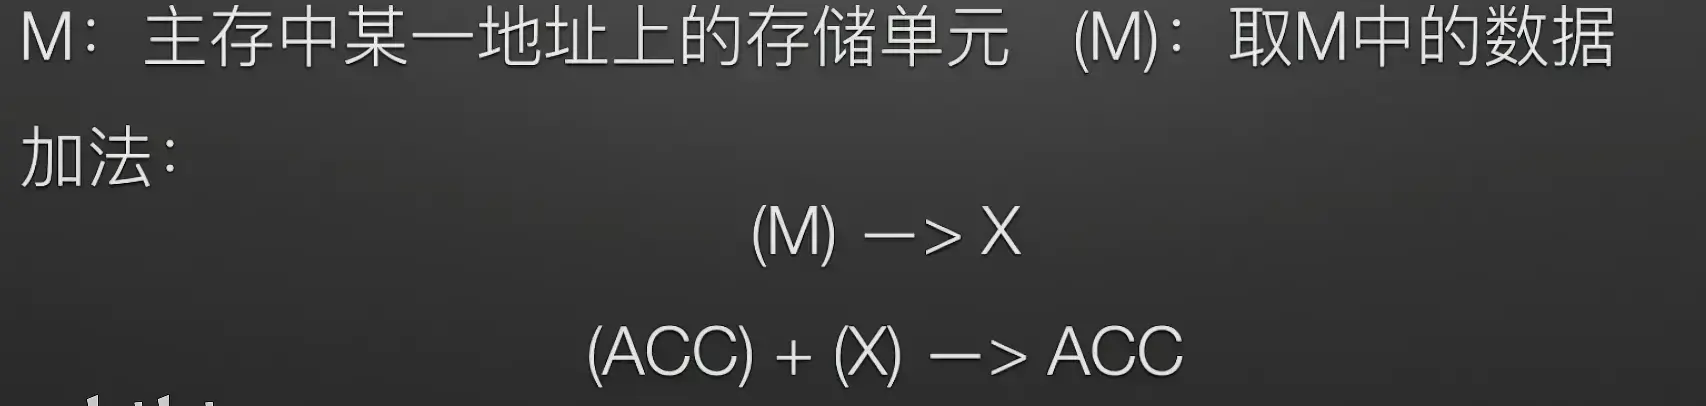 M：主存中某一地址上的存储单元 (M)：取M中的数据
加法：
(M) —> X
(ACC) + (X) —> ACC